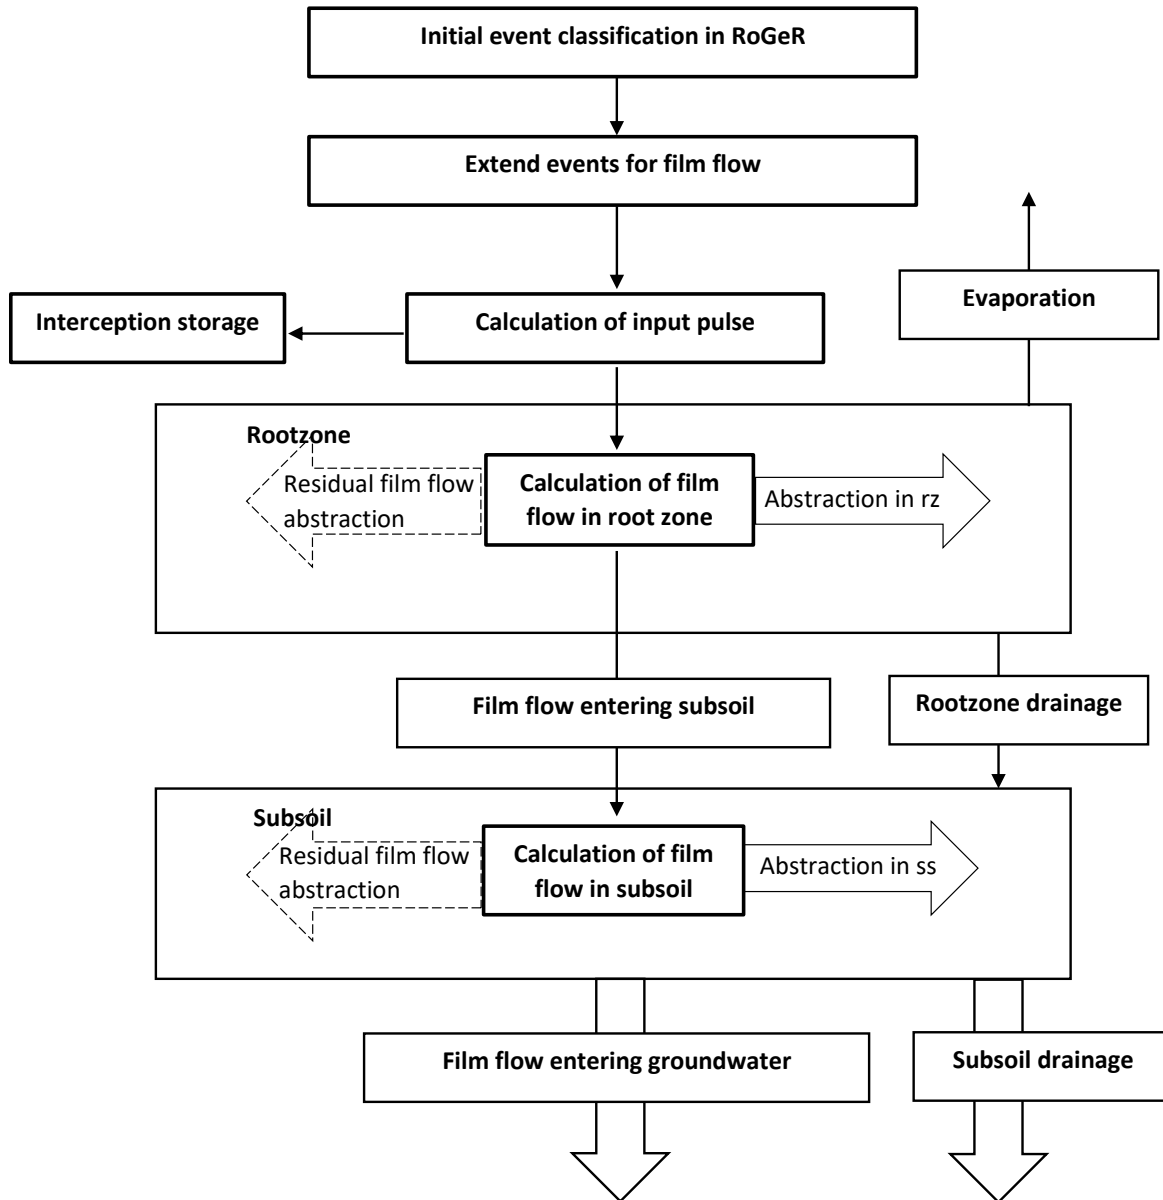 Initial event classification in RoGeR
Extend events for film flow
Evaporation
Interception storage
Calculation of input pulse
Rootzone
Residual film flow
abstraction
Calculation of film
flow in root zone
Abstraction in rz
Film flow entering subsoil
Rootzone drainage
Subsoil
Residual film flow
abstraction
Calculation of film
flow in subsoil
Abstraction in ss
Film flow entering groundwater
Subsoil drainage